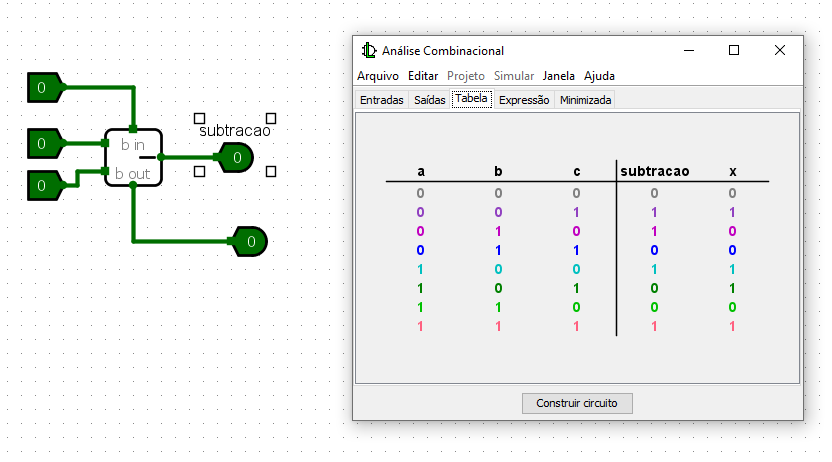 0
0
0
b in
b out
subtracao
0
0
Análise Combinacional
Arquivo Editar Projeto Simular Janela Ajuda
Entradas Saídas Tabela Expressão Minimizada
a b c subtracao x
0 0 0 0 0
0 0 1 1 1
0 1 0 1 0
0 1 1 0 0
1 0 0 1 1
1 0 1 0 1
1 1 0 0 0
1 1 1 1 1
Construir circuito